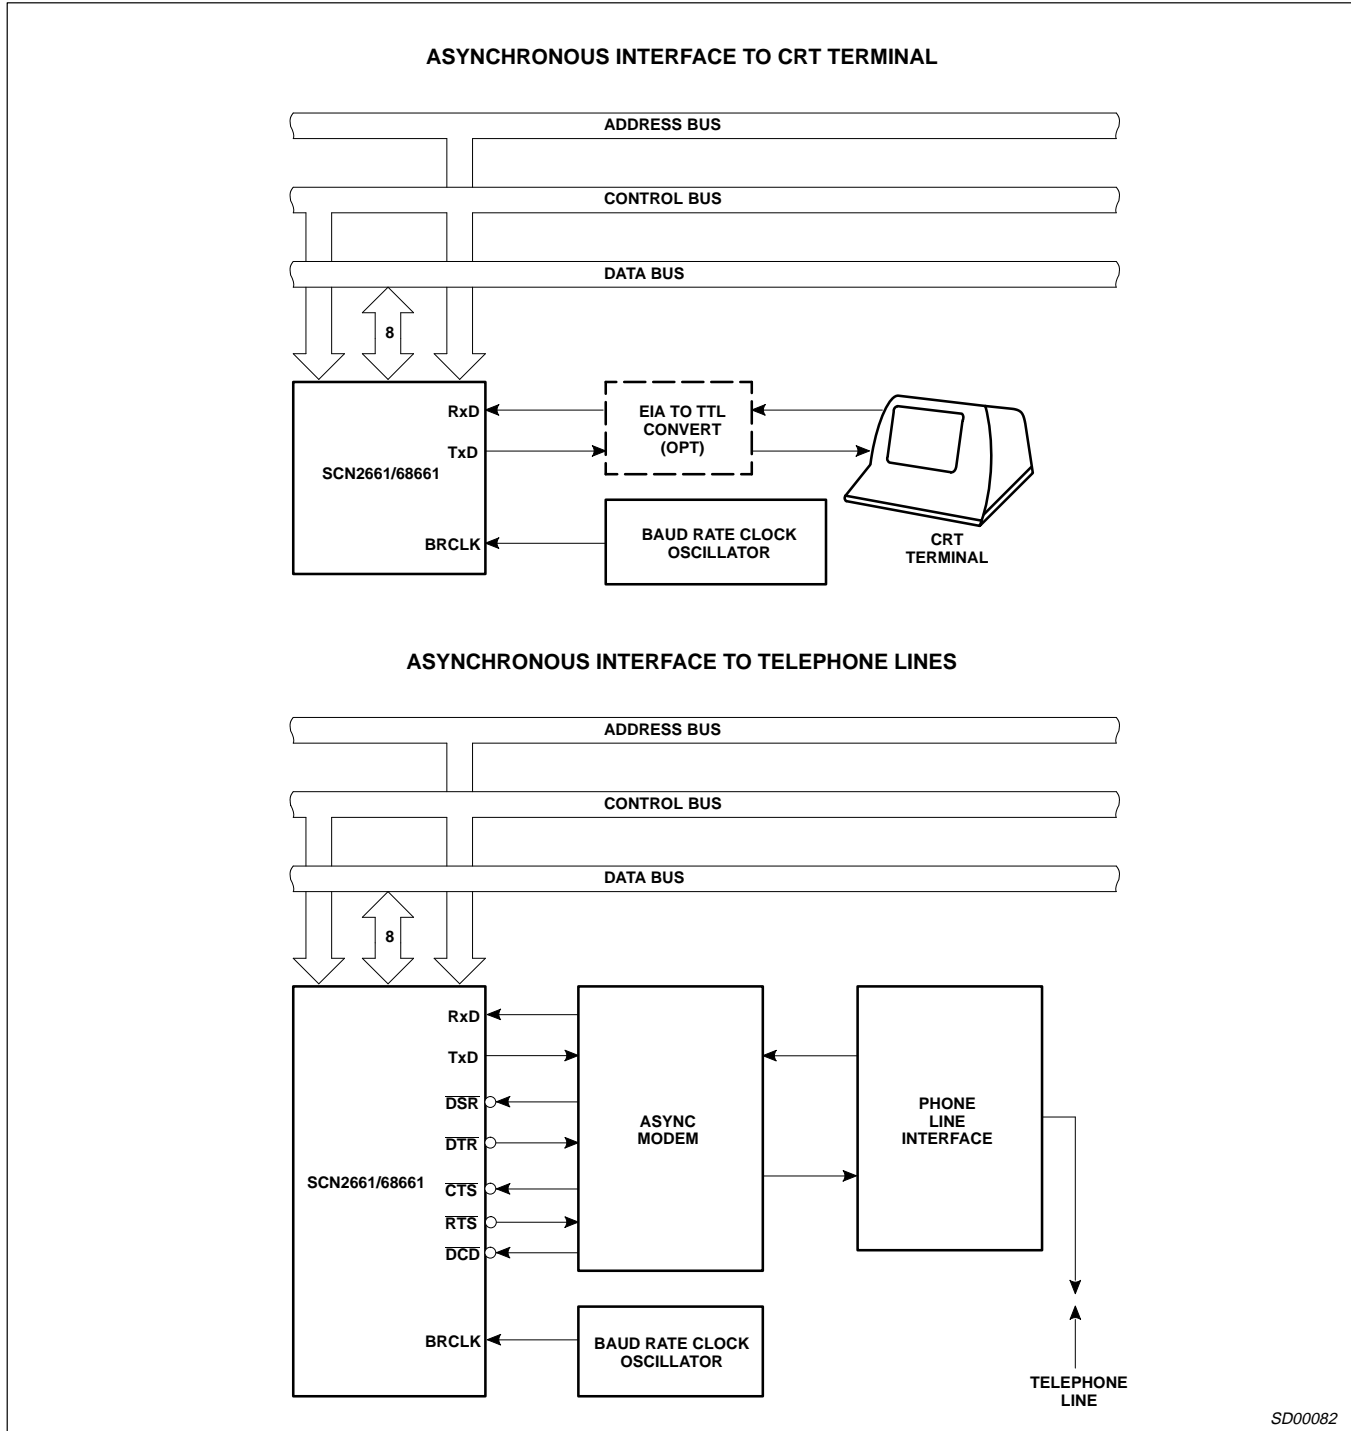 ASYNCHRONOUS INTERFACE TO CRT TERMINAL
ADDRESS BUS
CONTROL BUS
DATA BUS
8
RxD
TxD
SCN2661/68661
BRCLK
EIA TO TTL
CONVERT
(OPT)
BAUD RATE CLOCK
OSCILLATOR
CRT
TERMINAL
ASYNCHRONOUS INTERFACE TO TELEPHONE LINES
ADDRESS BUS
CONTROL BUS
DATA BUS
8
RxD
TxD
DSR
DTR
SCN2661/68661
CTS
RTS
DCD
BRCLK
ASYNC
MODEM
PHONE
LINE
INTERFACE
BAUD RATE CLOCK
OSCILLATOR
TELEPHONE
LINE
SD00082